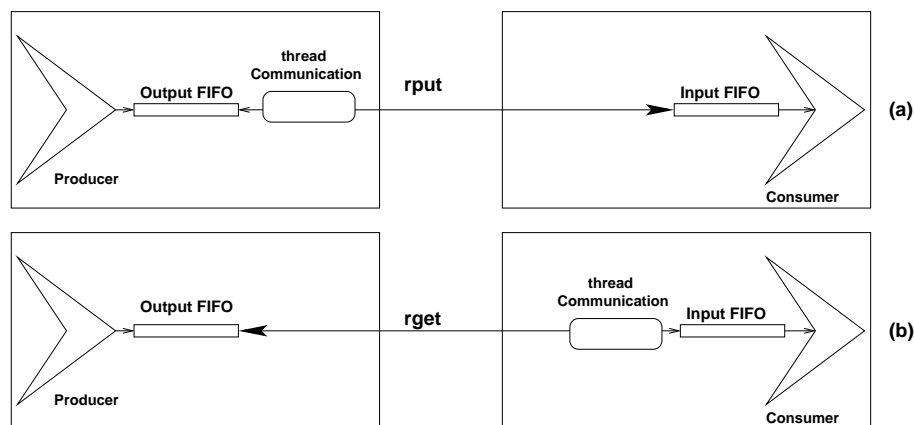 thread
Communication
rput
Output FIFO
Input FIFO
(a)
Producer
Consumer
thread
Communication
Output FIFO
rget
Input FIFO
(b)
Producer
Consumer